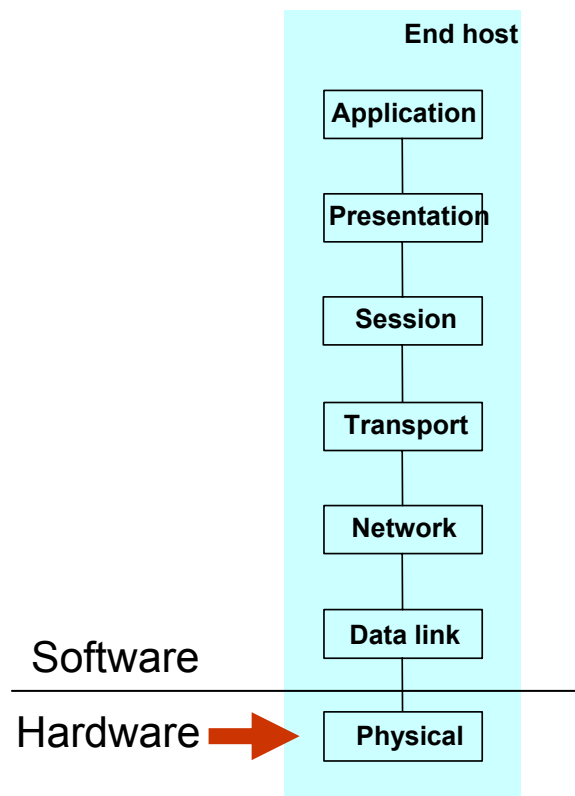 End host
Application
Presentation
Session
Transport
Network
Data link
Software
Hardware
Physical